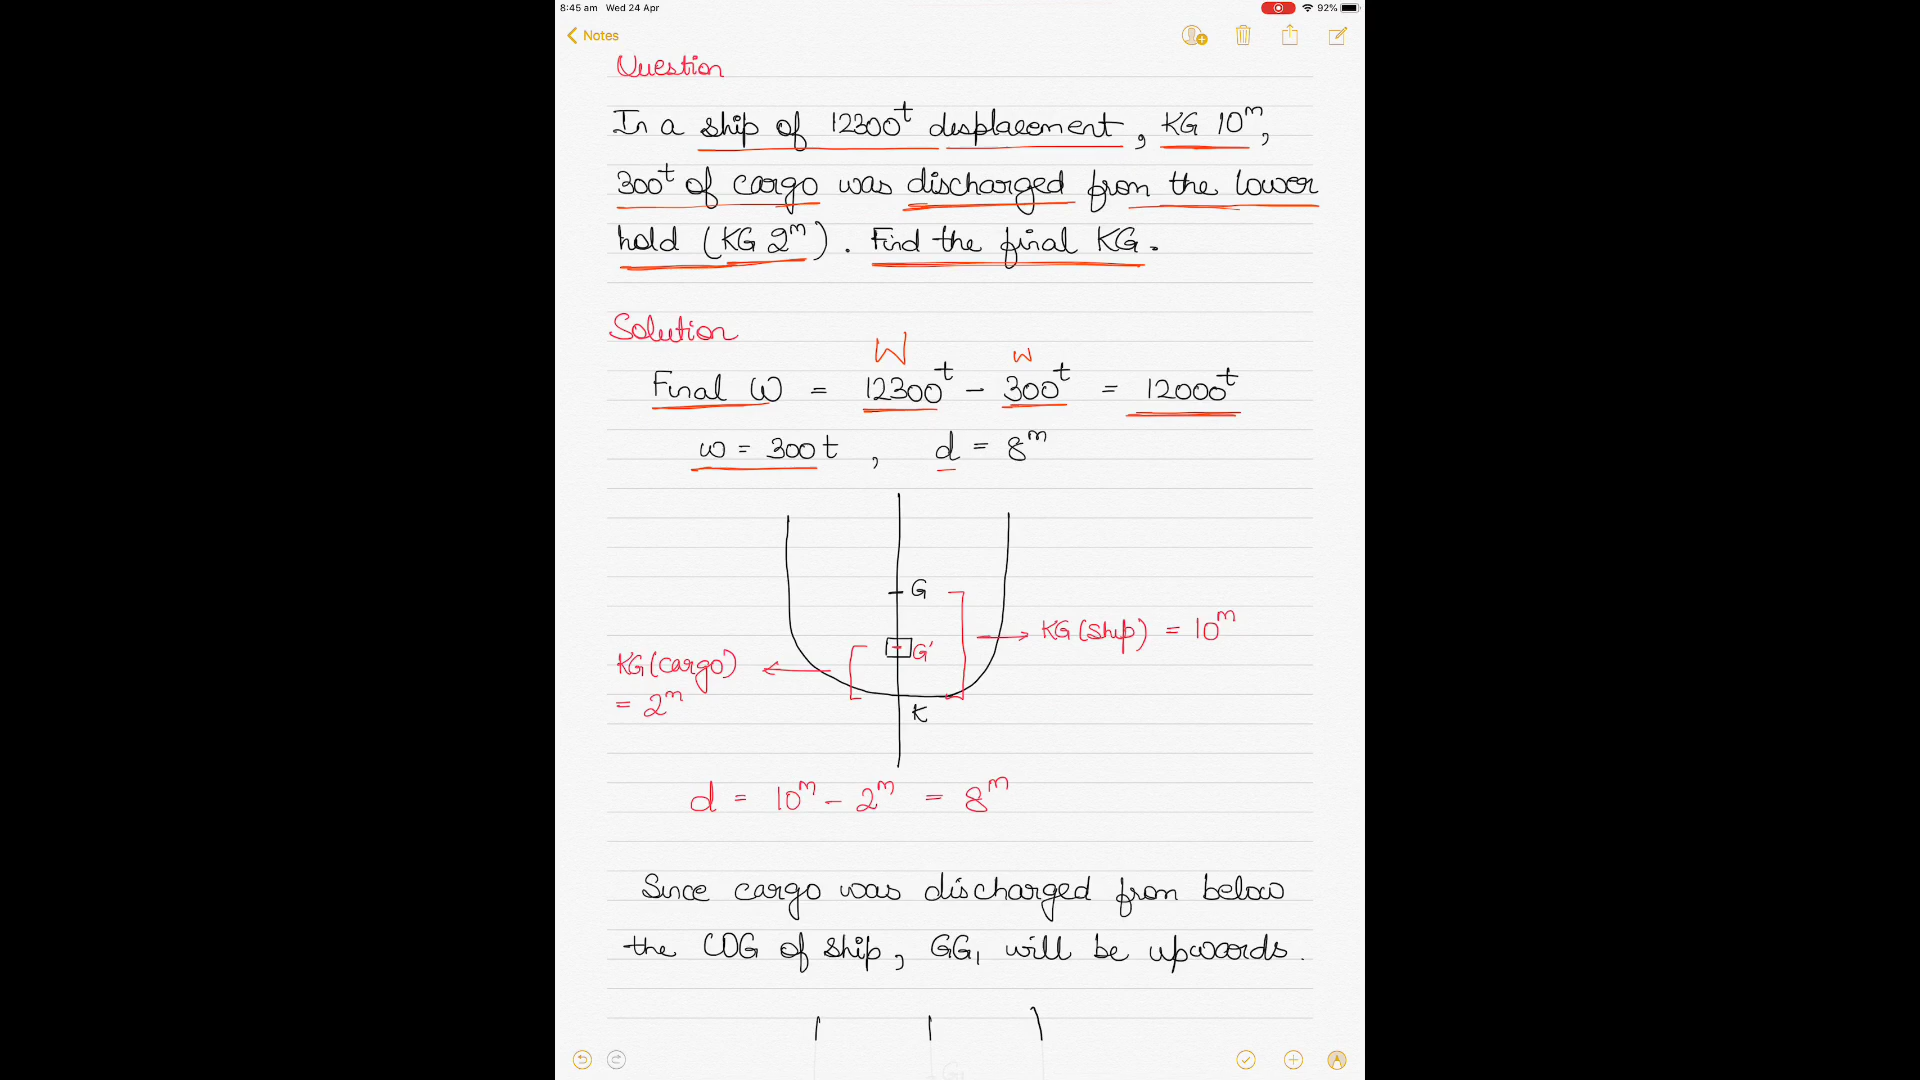 8:45 am Wed 24 Apr
92%
Notes
Question
In a ship of 12300t displacement, KG 10m,
300t of cargo was discharged from the lower
hold (KG 2m). Find the final KG.
Solution
W w
Final W = 12300t - 300t = 12000t
w = 300t, d = 8m
G
KG (ship) = 10m
G'
KG (cargo)
= 2m
K
d = 10m - 2m = 8m
Since cargo was discharged from below
the COG of ship, GG1 will be upwards.